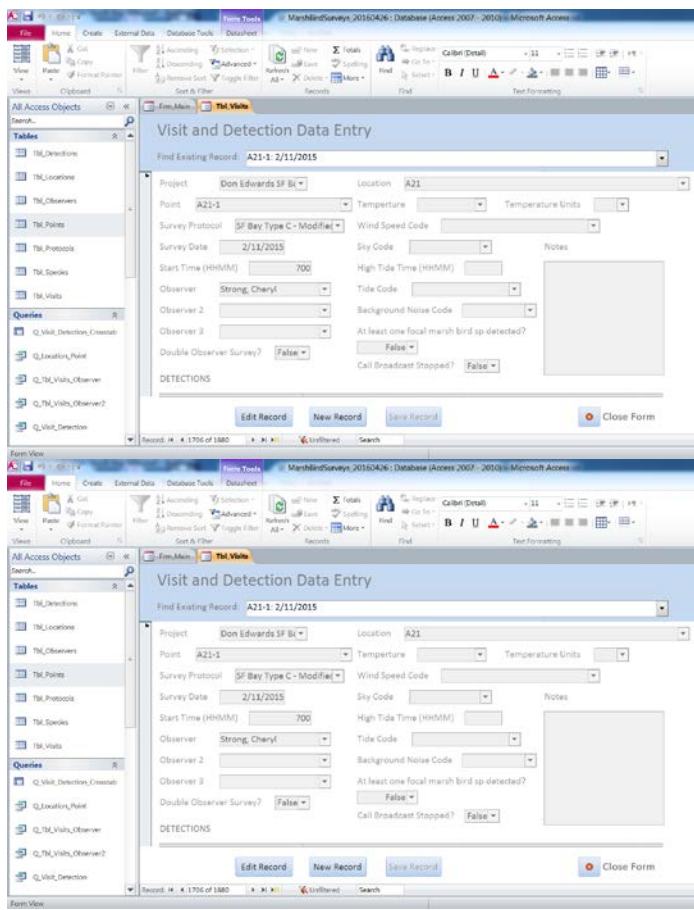 Form Tools
MarshBirdSurveys_20160426 : Database (Access 2007 - 2010) - Microsoft Access
File Home Create External Data Database Tools Datasheet
View Paste Cut Copy Format Painter Filter Ascending Descending Remove Sort Selection Advanced Toggle Filter Refresh All New Save Delete Totals Spelling More Find Replace Go To Select Calibri (Detail) 11
B I U A
Views Clipboard Sort & Filter Records Find Text Formatting
All Access Objects
Frm_Main Tbl_Visits
Search...
Tables
Tbl_Detections
Tbl_Locations
Tbl_Observers
Tbl_Points
Tbl_Protocols
Tbl_Species
Tbl_Visits
Queries
Q_Visit_Detection_Crosstab
Q_Location_Point
Q_Tbl_Visits_Observer
Q_Tbl_Visits_Observer2
Q_Visit_Detection
Visit and Detection Data Entry
Find Existing Record: A21-1: 2/11/2015
Project Don Edwards SF B Location A21
Point A21-1 Temperture Temperature Units
Survey Protocol SF Bay Type C - Modified Wind Speed Code
Survey Date 2/11/2015 Sky Code Notes
Start Time (HHMM) 700 High Tide Time (HHMM)
Observer Strong, Cheryl Tide Code
Observer 2 Background Noise Code
Observer 3 At least one focal marsh bird sp detected?
False
Double Observer Survey? False Call Broadcast Stopped? False
DETECTIONS
Edit Record New Record Save Record Close Form
Record: 1706 of 1880 Unfiltered Search
Form View
Form Tools
MarshBirdSurveys_20160426 : Database (Access 2007 - 2010) - Microsoft Access
File Home Create External Data Database Tools Datasheet
View Paste Cut Copy Format Painter Filter Ascending Descending Remove Sort Selection Advanced Toggle Filter Refresh All New Save Delete Totals Spelling More Find Replace Go To Select Calibri (Detail) 11
B I U A
Views Clipboard Sort & Filter Records Find Text Formatting
All Access Objects
Frm_Main Tbl_Visits
Search...
Tables
Tbl_Detections
Tbl_Locations
Tbl_Observers
Tbl_Points
Tbl_Protocols
Tbl_Species
Tbl_Visits
Queries
Q_Visit_Detection_Crosstab
Q_Location_Point
Q_Tbl_Visits_Observer
Q_Tbl_Visits_Observer2
Q_Visit_Detection
Visit and Detection Data Entry
Find Existing Record: A21-1: 2/11/2015
Project Don Edwards SF B Location A21
Point A21-1 Temperture Temperature Units
Survey Protocol SF Bay Type C - Modified Wind Speed Code
Survey Date 2/11/2015 Sky Code Notes
Start Time (HHMM) 700 High Tide Time (HHMM)
Observer Strong, Cheryl Tide Code
Observer 2 Background Noise Code
Observer 3 At least one focal marsh bird sp detected?
False
Double Observer Survey? False Call Broadcast Stopped? False
DETECTIONS
Edit Record New Record Save Record Close Form
Record: 1706 of 1880 Unfiltered Search
Form View